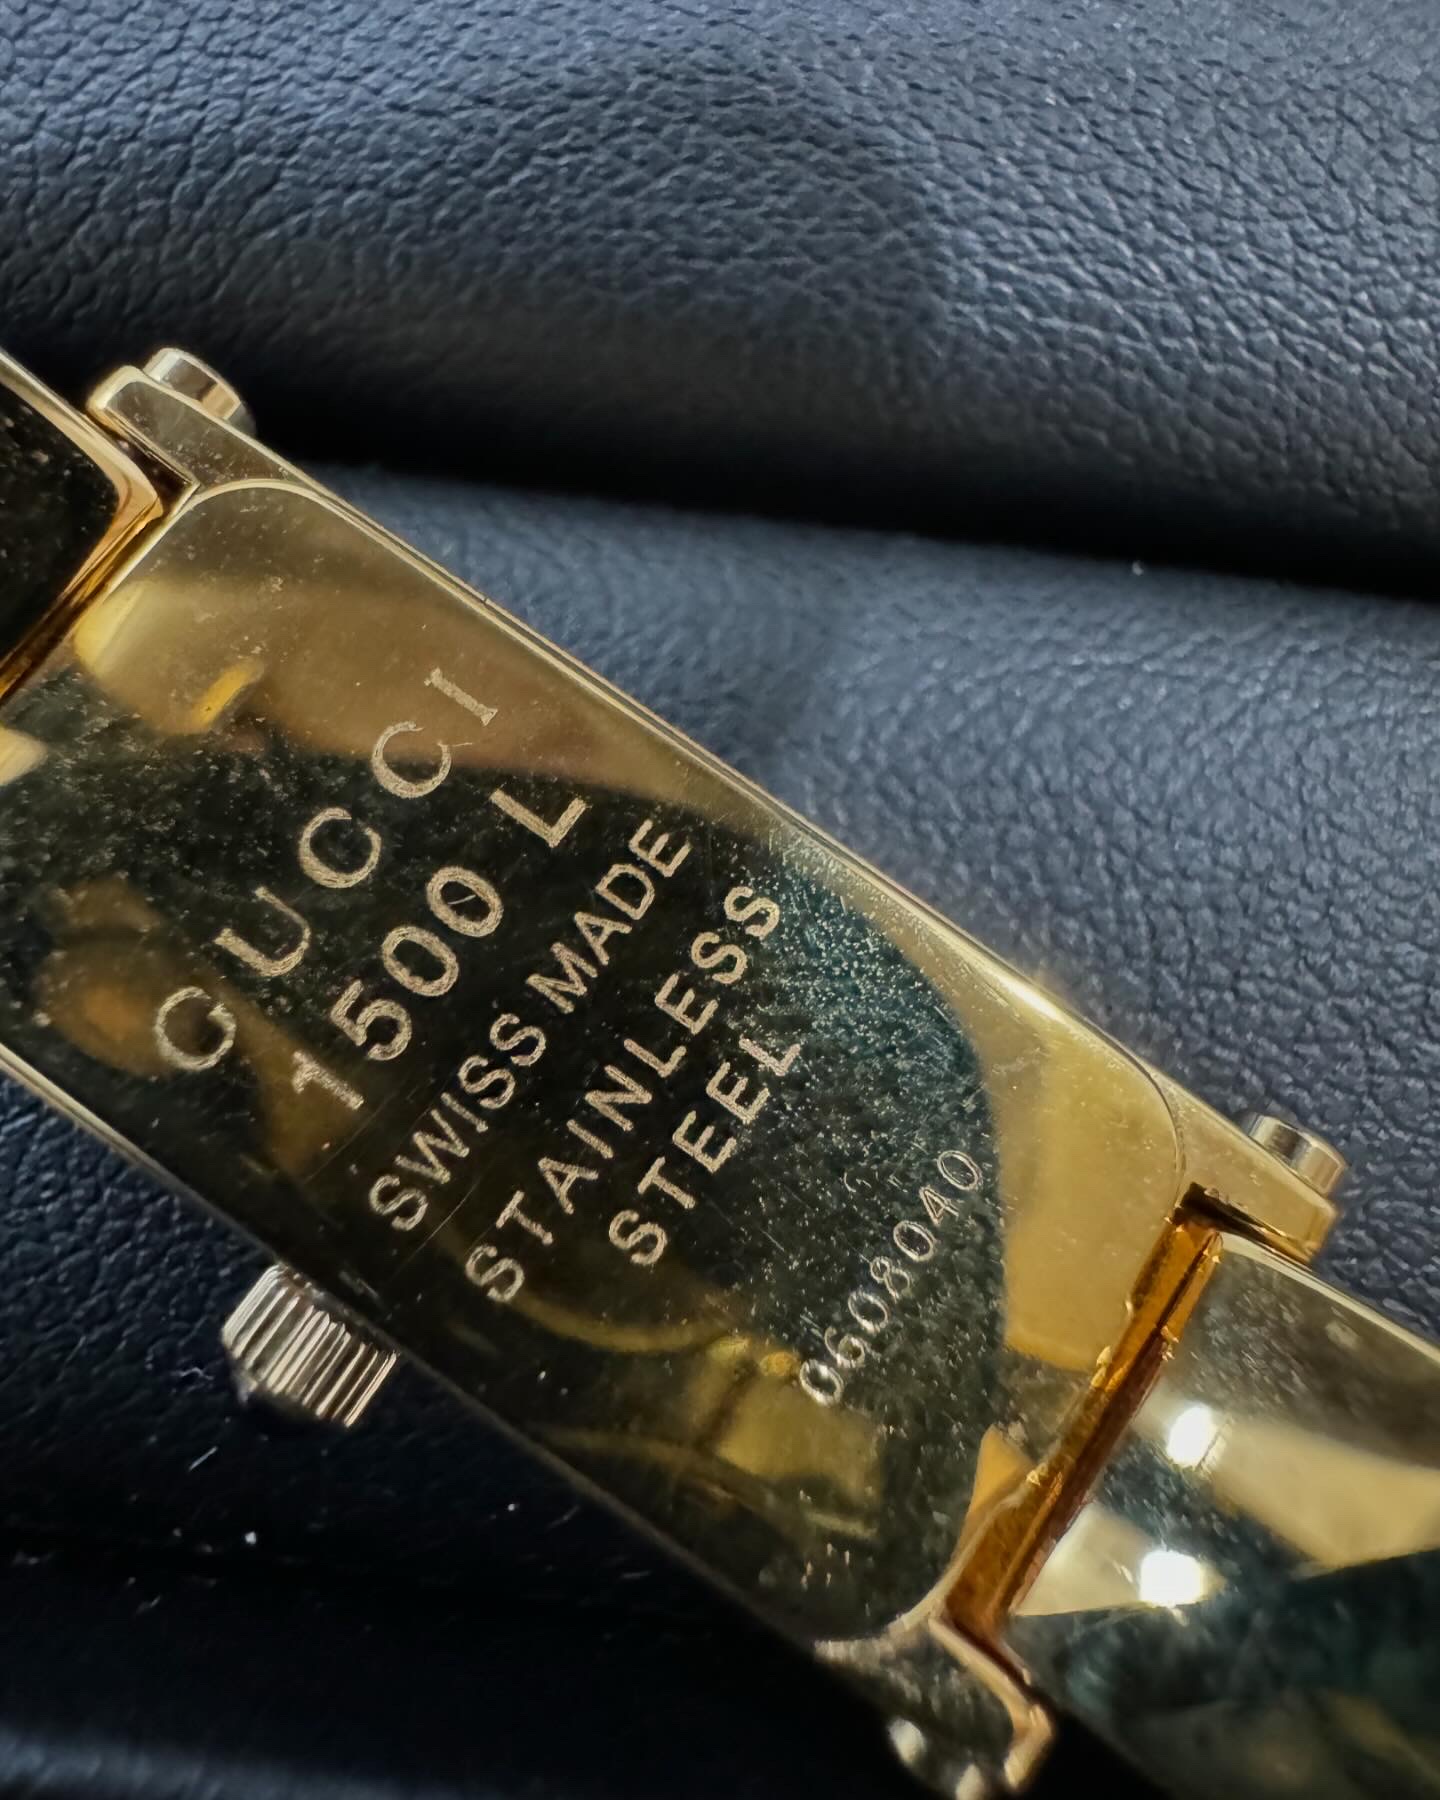 GUCCI
1500 L
SWISS MADE
STAINLESS
STEEL
0608040